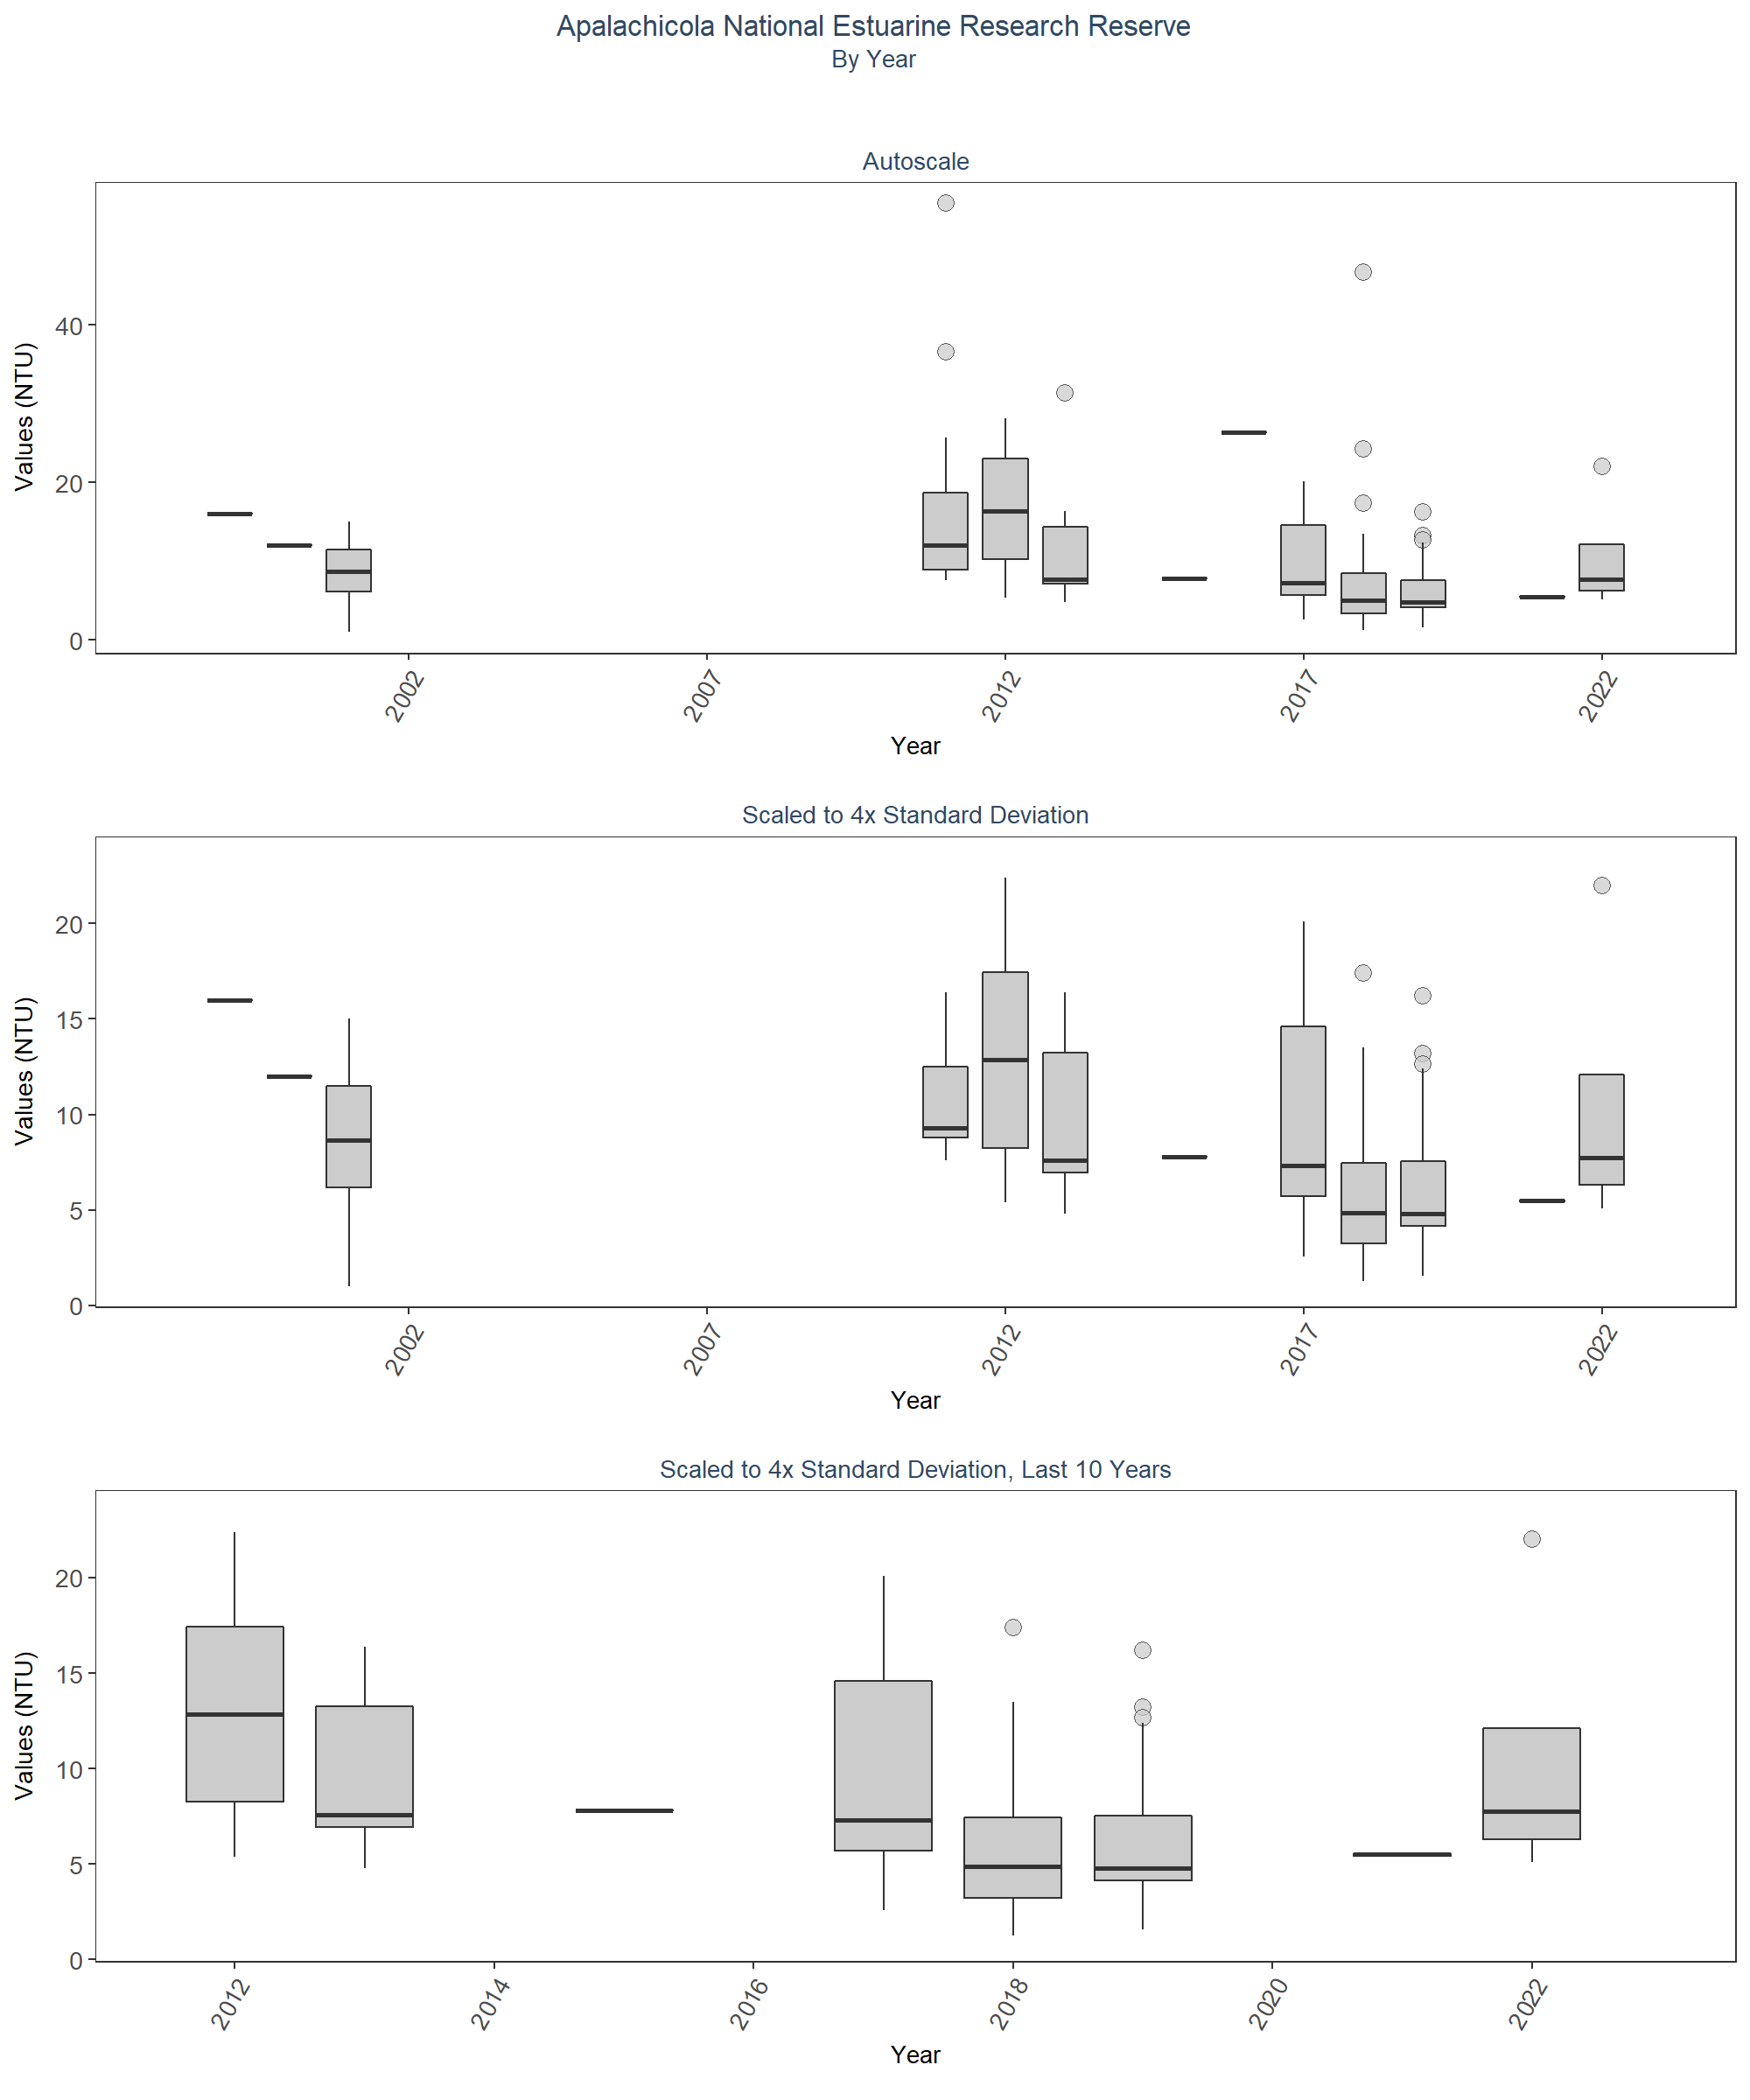 Apalachicola National Estuarine Research Reserve
By Year
Autoscale
Values (NTU)
40
20
0
2002 2007 2012 2017 2022
Year
Scaled to 4x Standard Deviation
Values (NTU)
20
15
10
5
0
2002 2007 2012 2017 2022
Year
Scaled to 4x Standard Deviation, Last 10 Years
Values (NTU)
20
15
10
5
0
2012 2014 2016 2018 2020 2022
Year